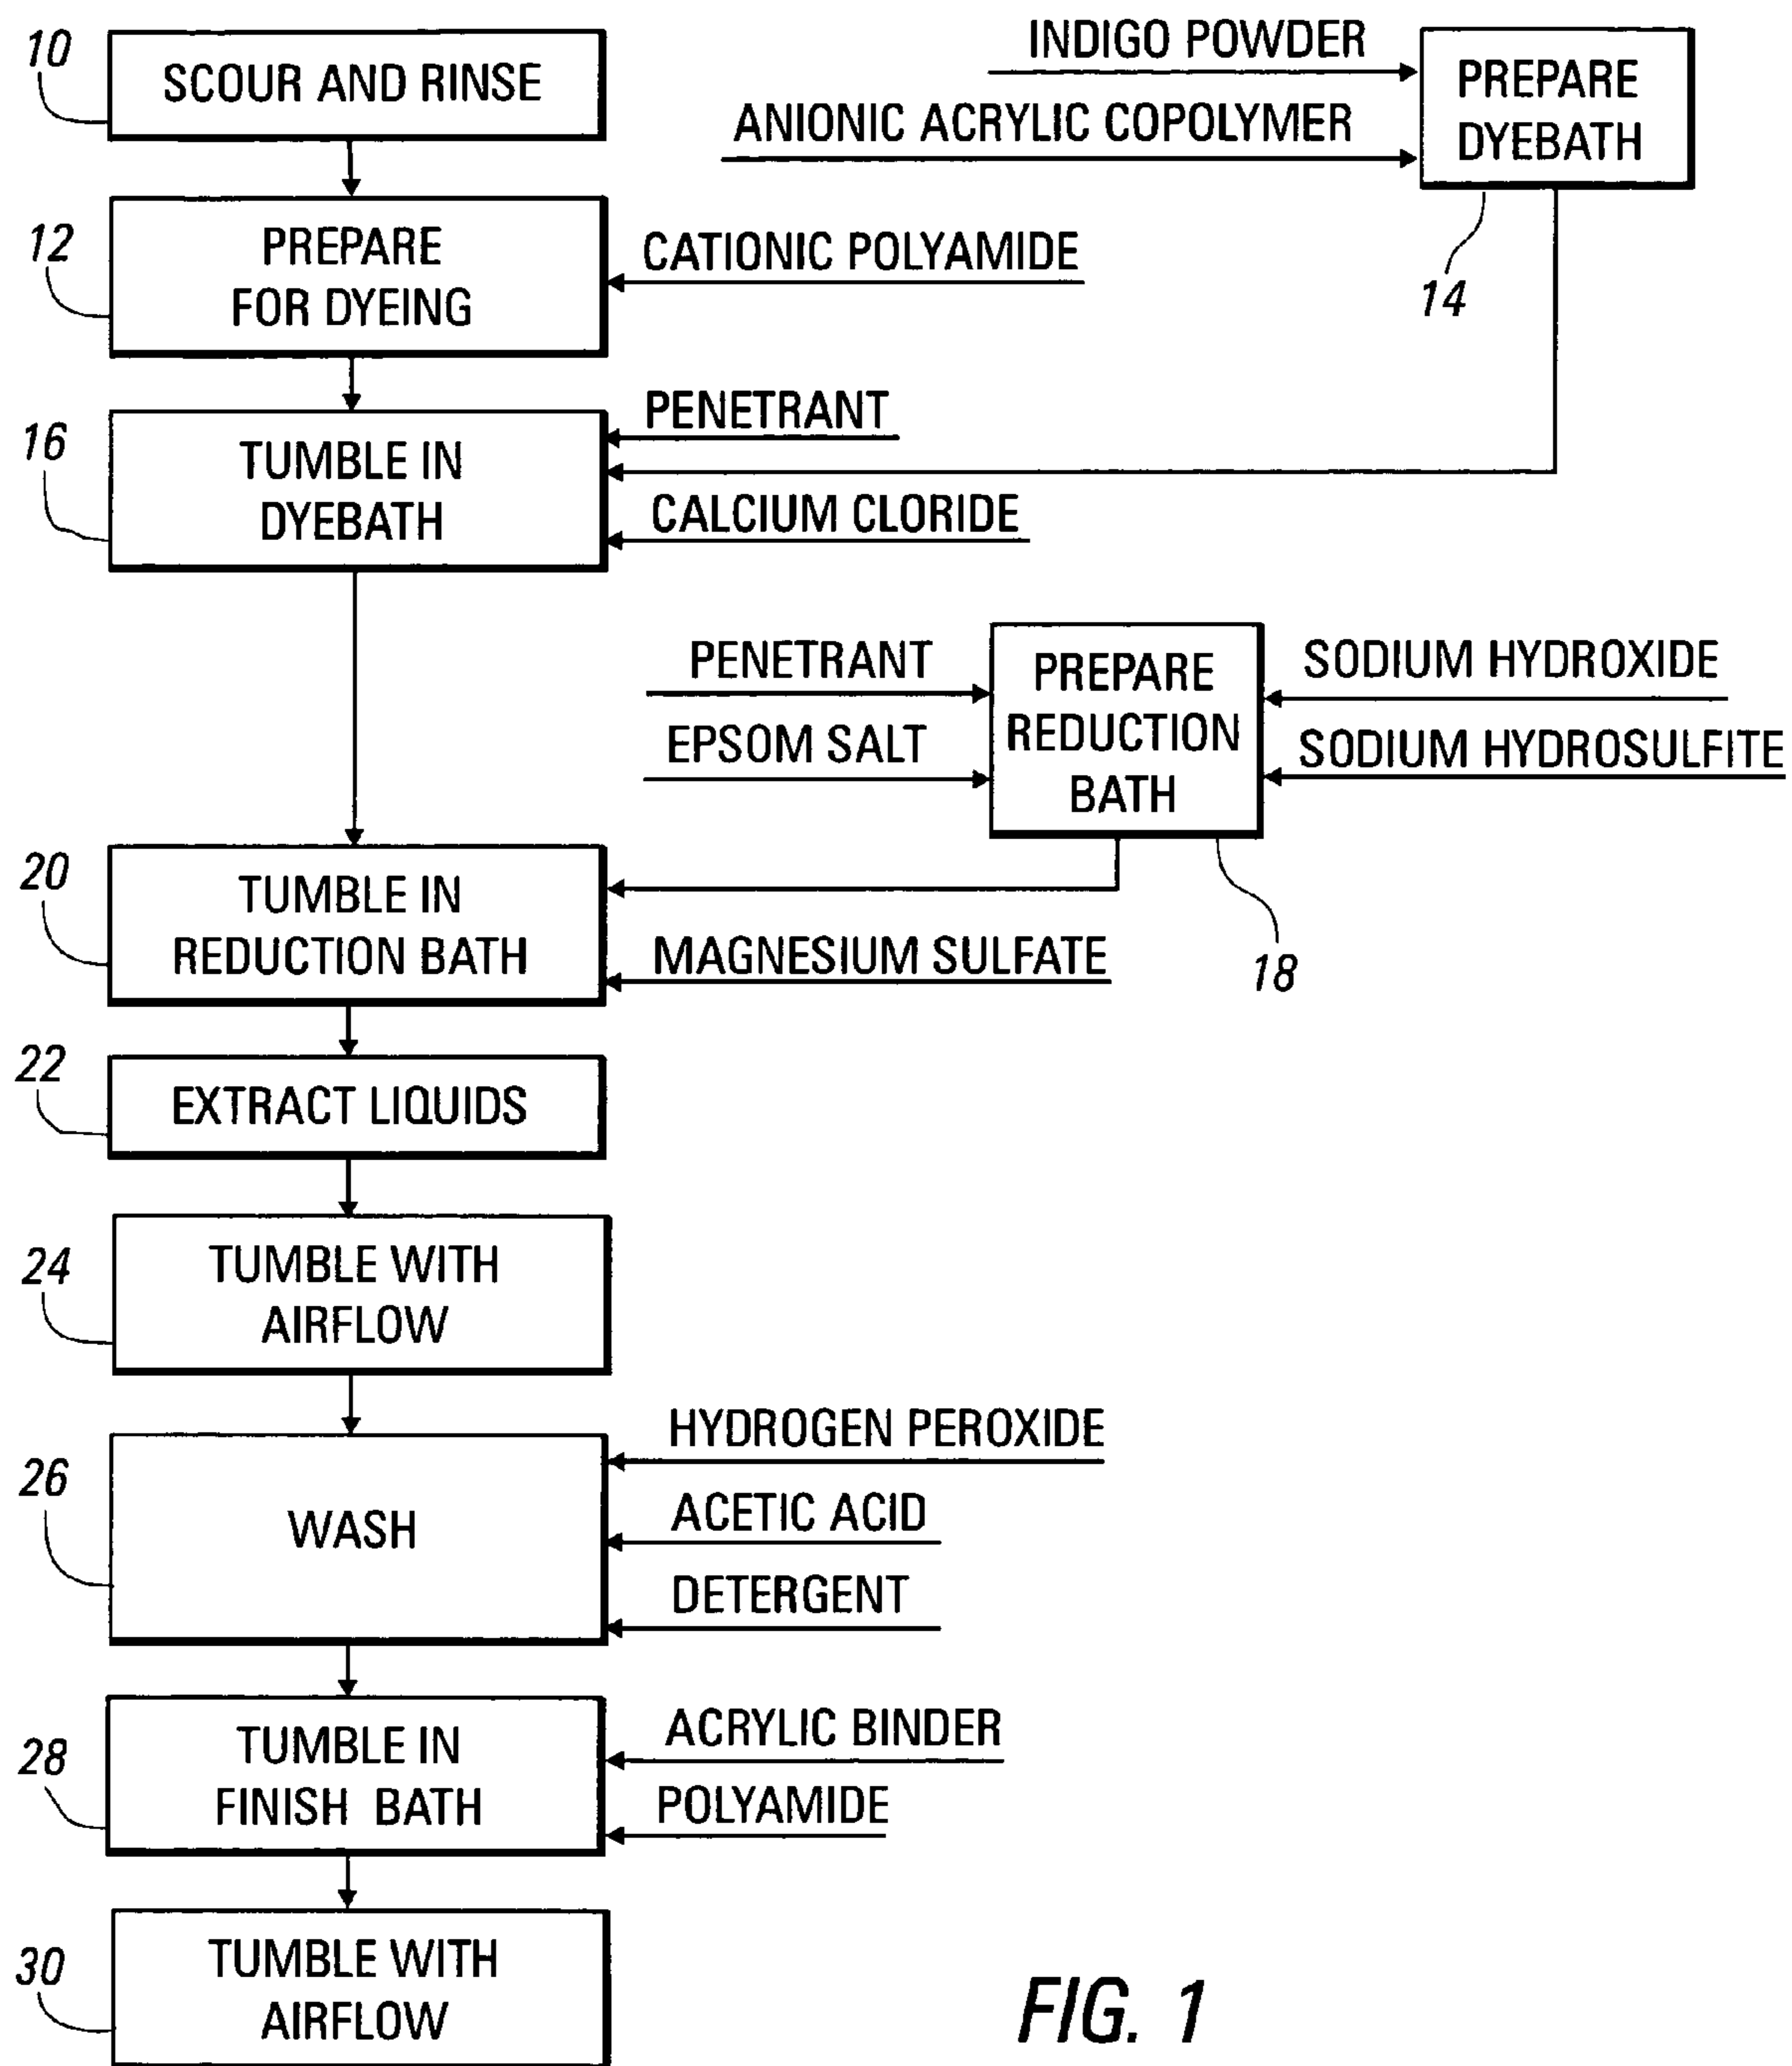 10
SCOUR AND RINSE
INDIGO POWDER
ANIONIC ACRYLIC COPOLYMER
PREPARE
DYEBATH
14
12
PREPARE
FOR DYEING
CATIONIC POLYAMIDE
16
TUMBLE IN
DYEBATH
PENETRANT
CALCIUM CLORIDE
PENETRANT
EPSOM SALT
PREPARE
REDUCTION
BATH
SODIUM HYDROXIDE
SODIUM HYDROSULFITE
18
20
TUMBLE IN
REDUCTION BATH
MAGNESIUM SULFATE
22
EXTRACT LIQUIDS
24
TUMBLE WITH
AIRFLOW
26
WASH
HYDROGEN PEROXIDE
ACETIC ACID
DETERGENT
28
TUMBLE IN
FINISH BATH
ACRYLIC BINDER
POLYAMIDE
30
TUMBLE WITH
AIRFLOW
FIG. 1